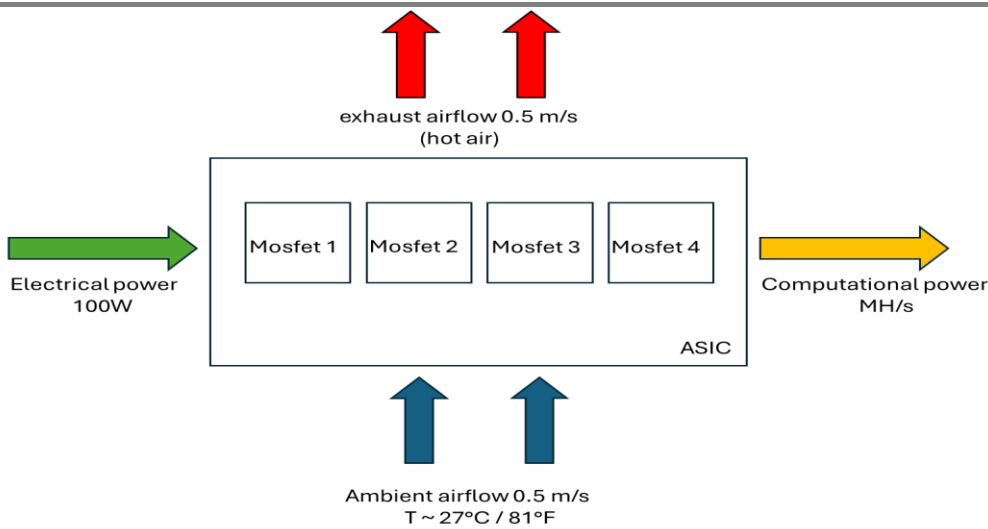 exhaust airflow 0.5 m/s
(hot air)
Mosfet 1
Mosfet 2
Mosfet 3
Mosfet 4
Electrical power
100W
Computational power
MH/s
ASIC
Ambient airflow 0.5 m/s
T ~ 27°C / 81°F